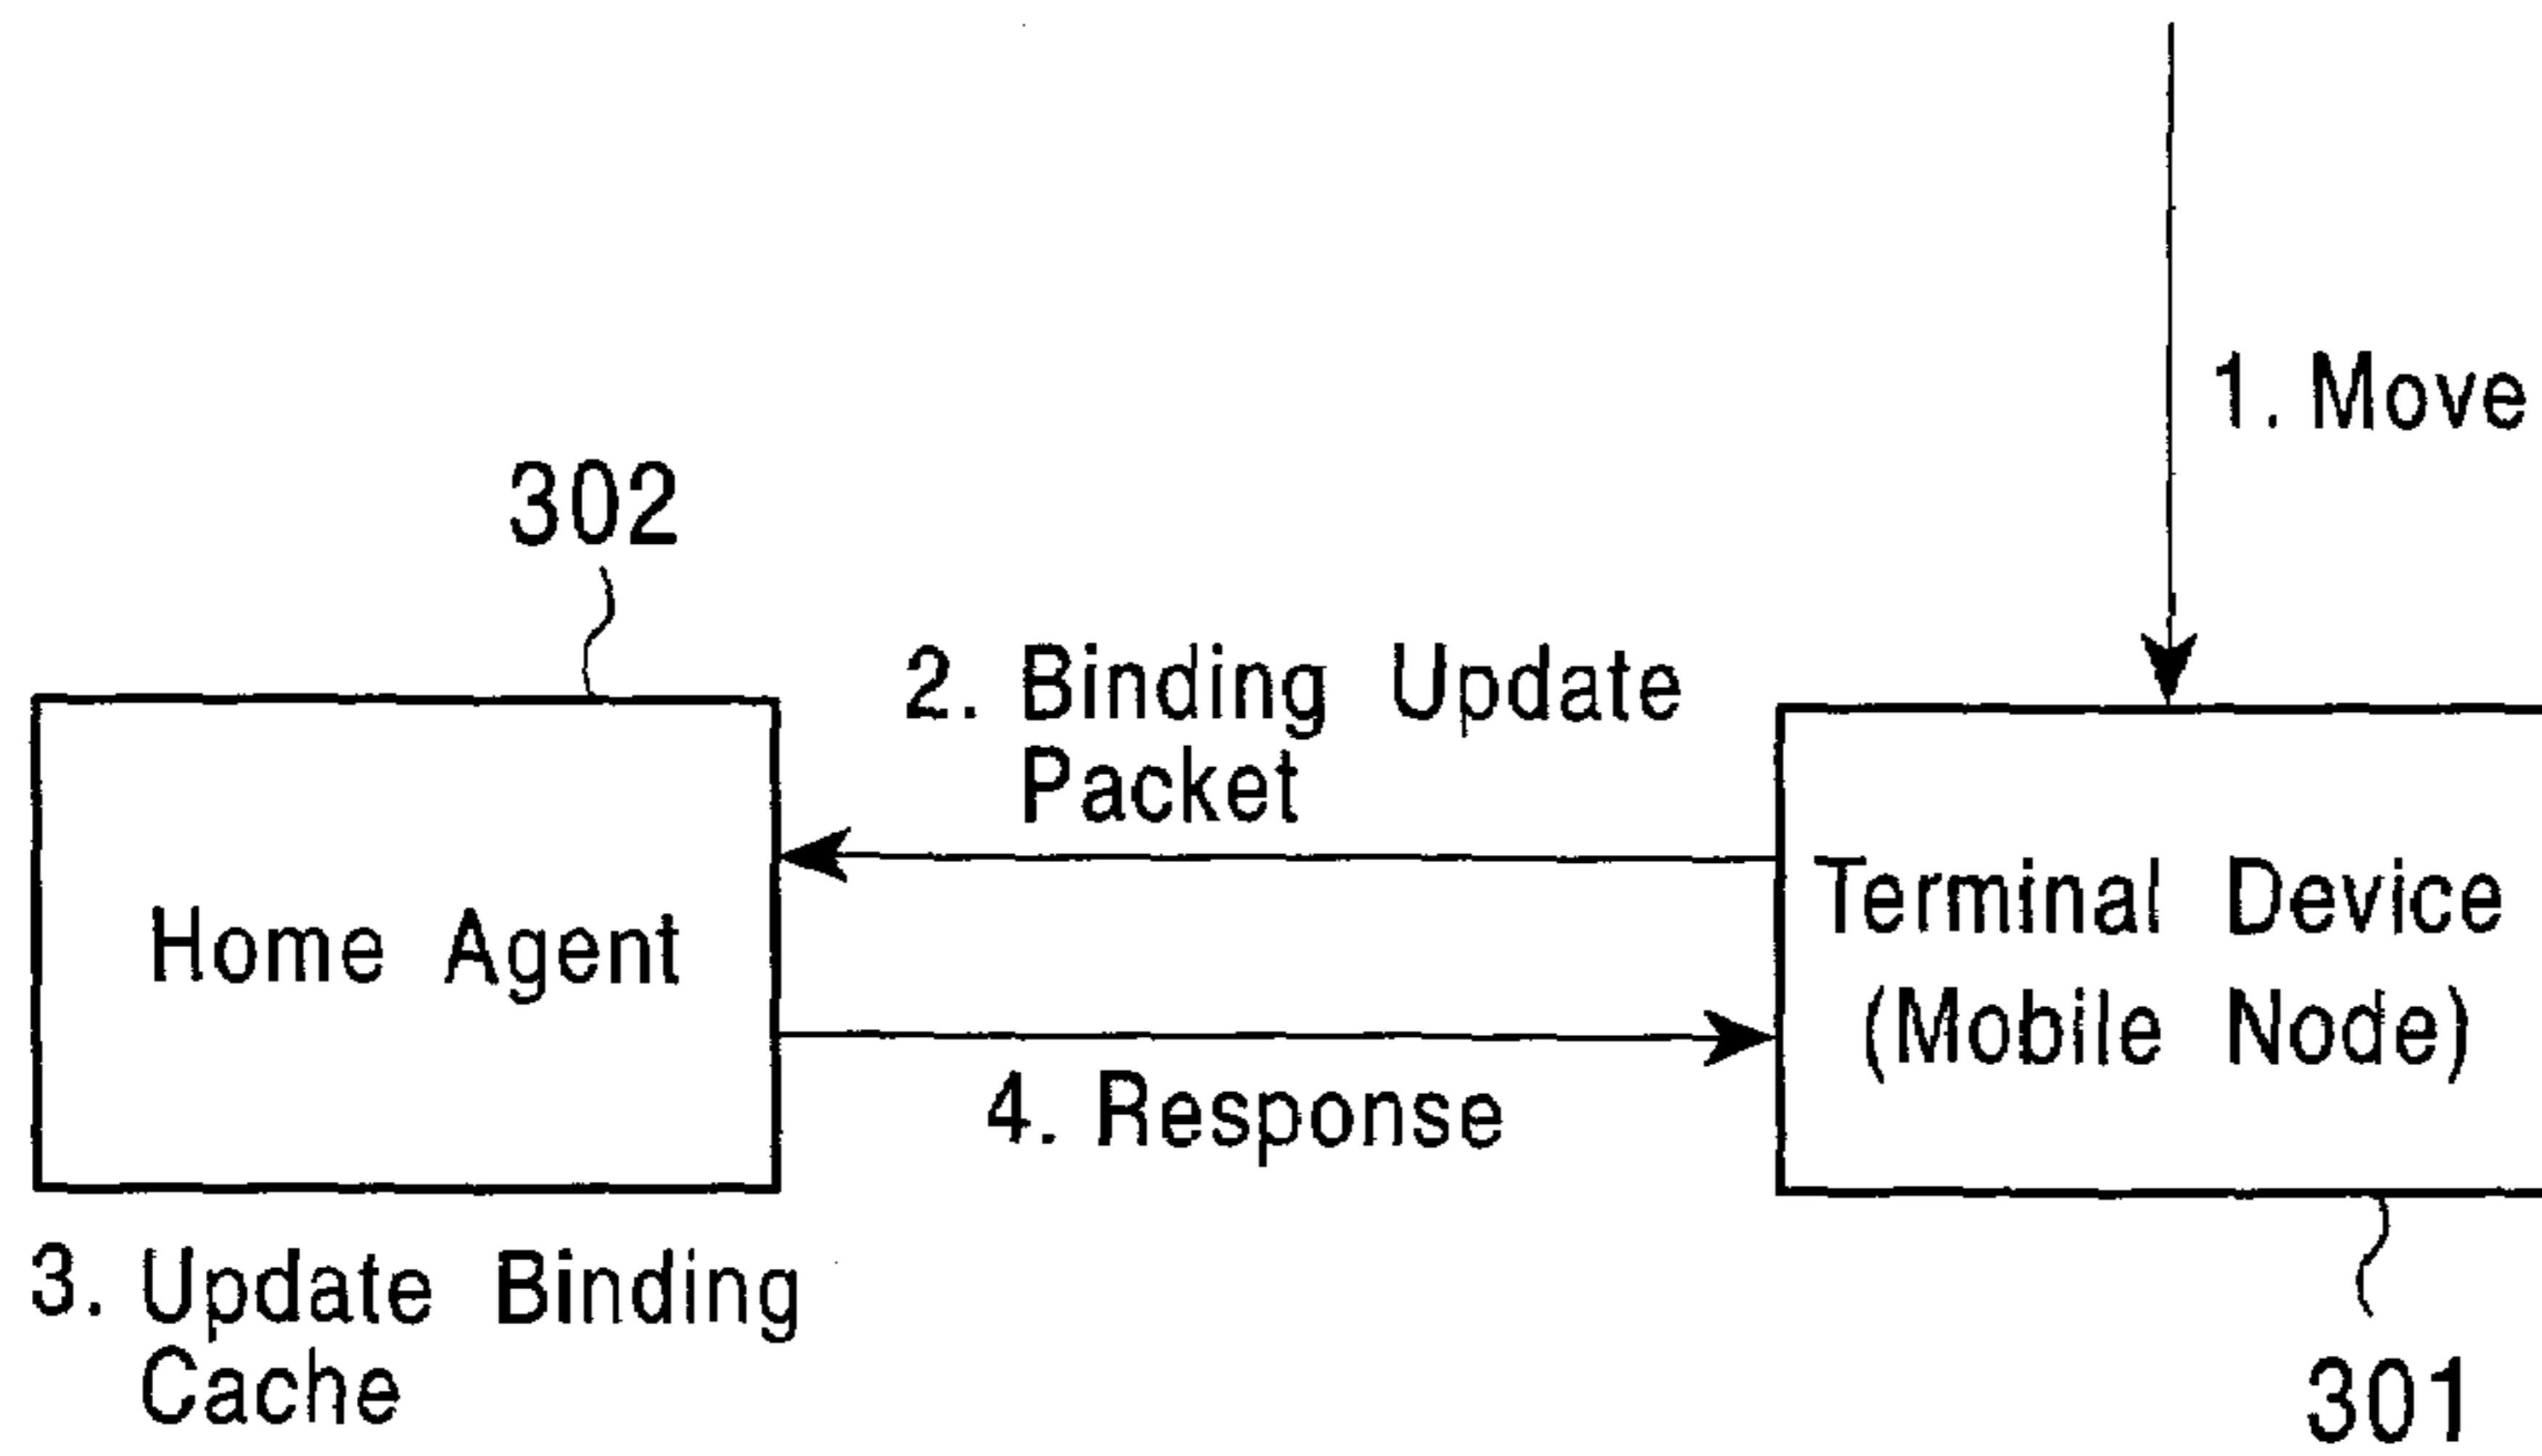 1. Move
302
2. Binding Update
Packet
Home Agent
Terminal Device
(Mobile Node)
4. Response
3. Update Binding
Cache
301